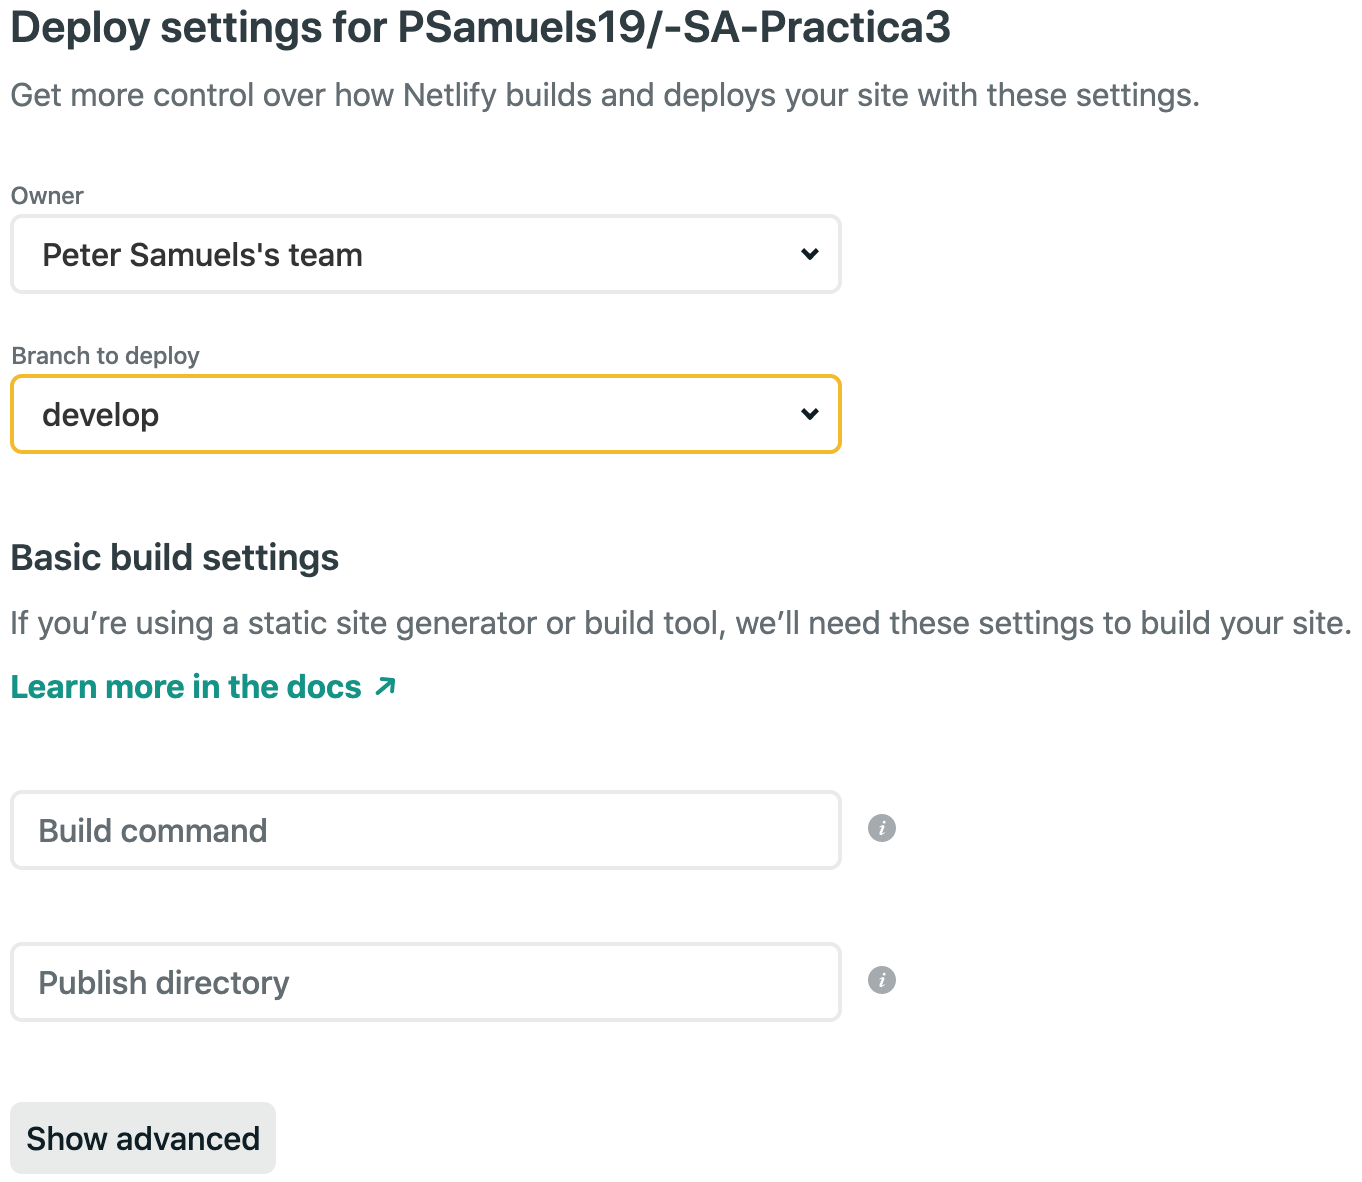 Deploy settings for PSamuels19/-SA-Practica3
Get more control over how Netlify builds and deploys your site with these settings.
Owner
Peter Samuels's team
Branch to deploy
develop
Basic build settings
If you’re using a static site generator or build tool, we’ll need these settings to build your site.
Learn more in the docs ↗
Build command
Publish directory
Show advanced